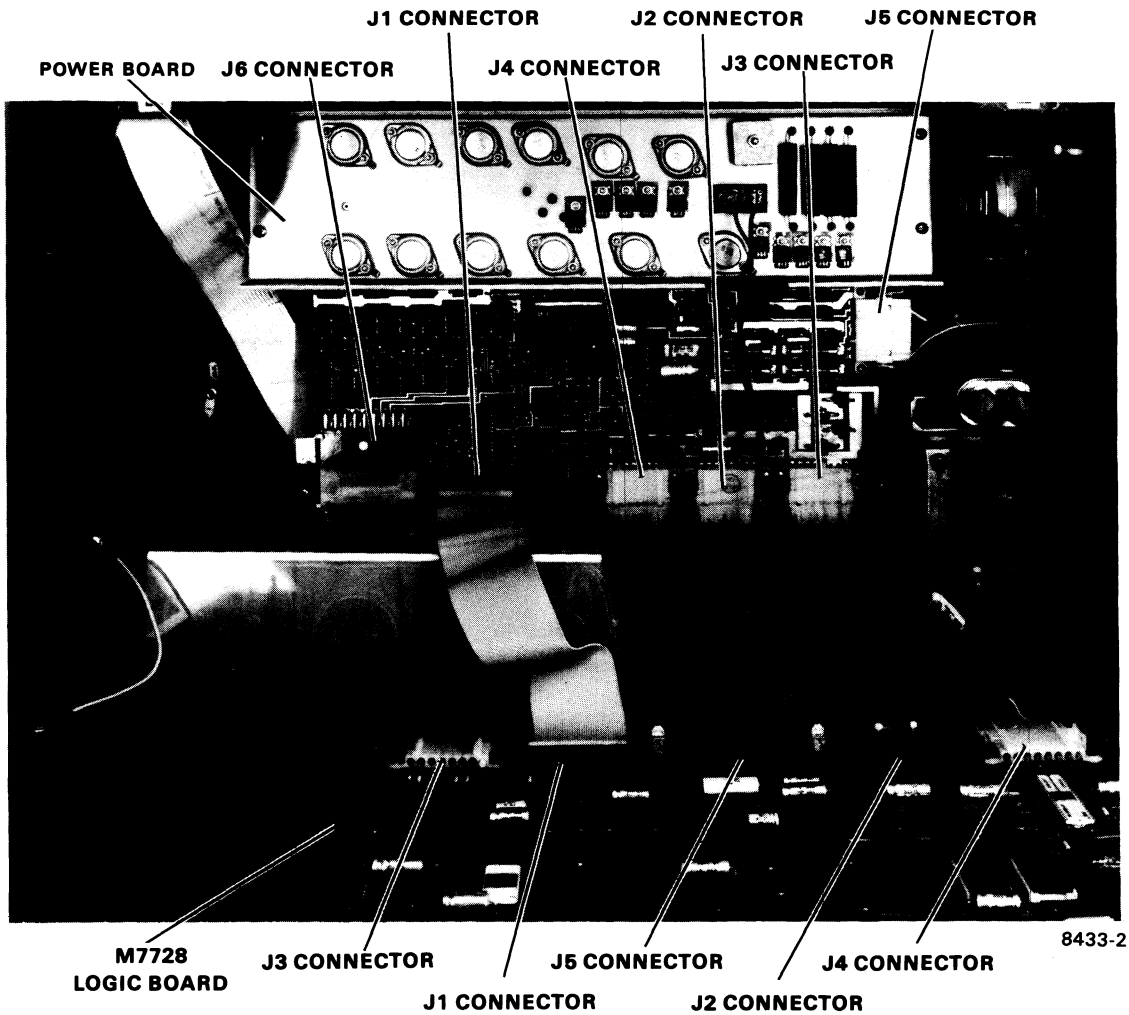 J1 CONNECTOR
J2 CONNECTOR
J5 CONNECTOR
POWER BOARD
J6 CONNECTOR
J4 CONNECTOR
J3 CONNECTOR
8433-2
M7728
LOGIC BOARD
J3 CONNECTOR
J1 CONNECTOR
J5 CONNECTOR
J2 CONNECTOR
J4 CONNECTOR